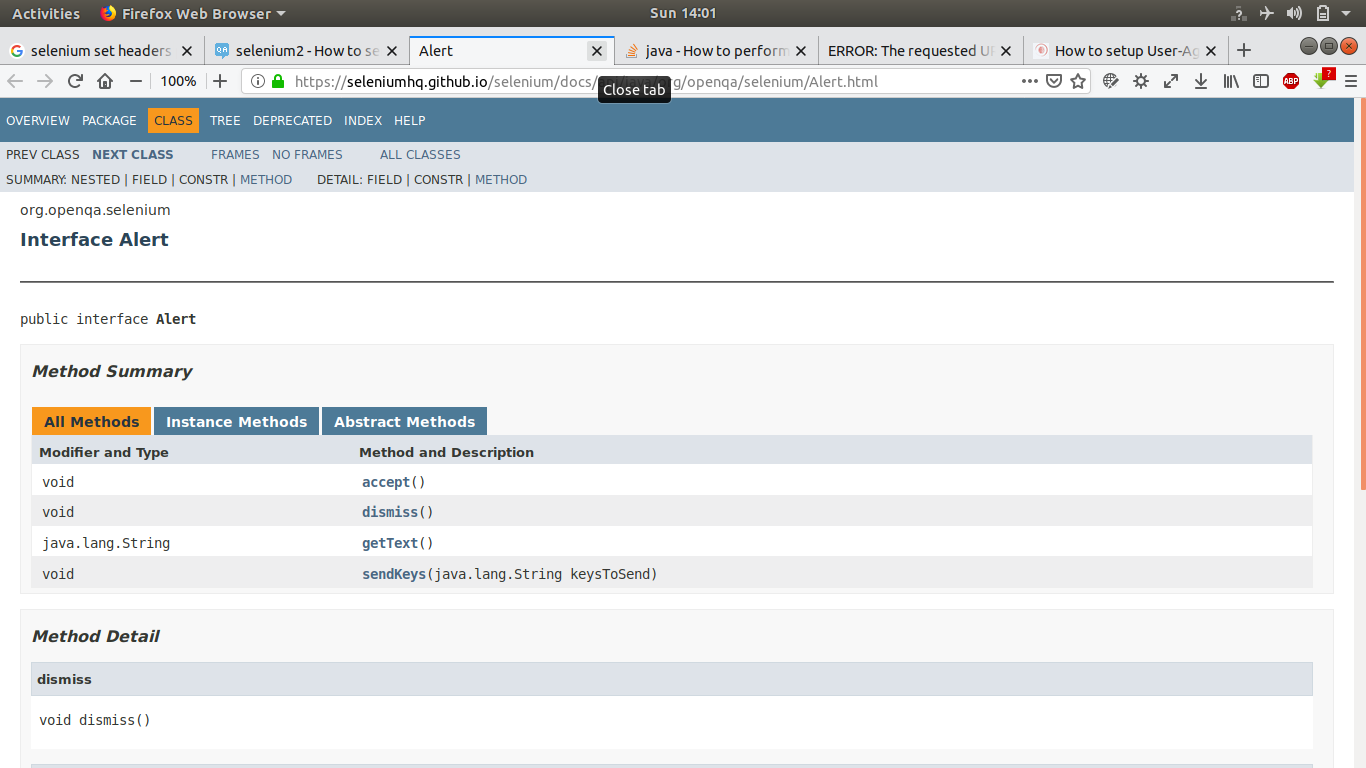 Activities Firefox Web Browser Sun 14:01
selenium set headers selenium2 - How to se Alert java - How to perform ERROR: The requested U How to setup User-Ag
100% https://seleniumhq.github.io/selenium/docs/ rg/openqa/selenium/Alert.html ABP ?
Close tab
OVERVIEW PACKAGE CLASS TREE DEPRECATED INDEX HELP
PREV CLASS NEXT CLASS FRAMES NO FRAMES ALL CLASSES
SUMMARY: NESTED | FIELD | CONSTR | METHOD DETAIL: FIELD | CONSTR | METHOD
org.openqa.selenium
Interface Alert
public interface Alert
Method Summary
All Methods Instance Methods Abstract Methods
Modifier and Type Method and Description
void accept()
void dismiss()
java.lang.String getText()
void sendKeys(java.lang.String keysToSend)
Method Detail
dismiss
void dismiss()